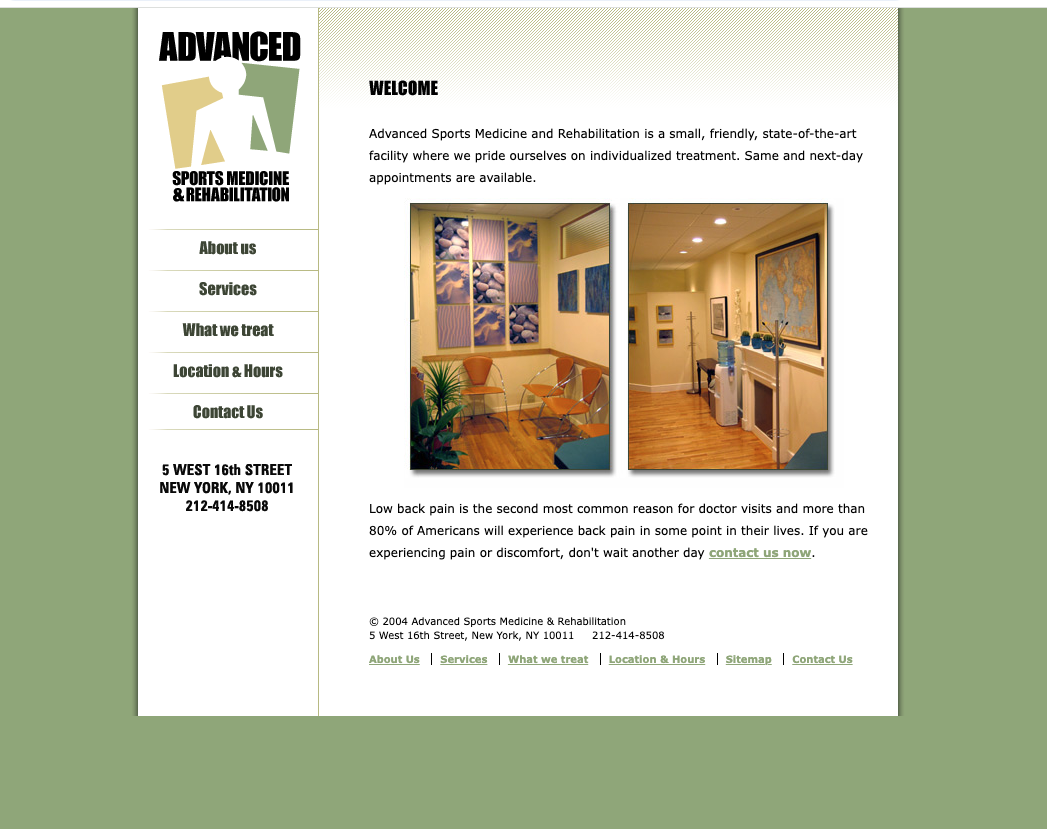 ADVANCED
SPORTS MEDICINE
& REHABILITATION
About us
Services
What we treat
Location & Hours
Contact Us
5 WEST 16th STREET
NEW YORK, NY 10011
212-414-8508
WELCOME
Advanced Sports Medicine and Rehabilitation is a small, friendly, state-of-the-art
facility where we pride ourselves on individualized treatment. Same and next-day
appointments are available.
Low back pain is the second most common reason for doctor visits and more than
80% of Americans will experience back pain in some point in their lives. If you are
experiencing pain or discomfort, don't wait another day contact us now.
© 2004 Advanced Sports Medicine & Rehabilitation
5 West 16th Street, New York, NY 10011 212-414-8508
About Us | Services | What we treat | Location & Hours | Sitemap | Contact Us